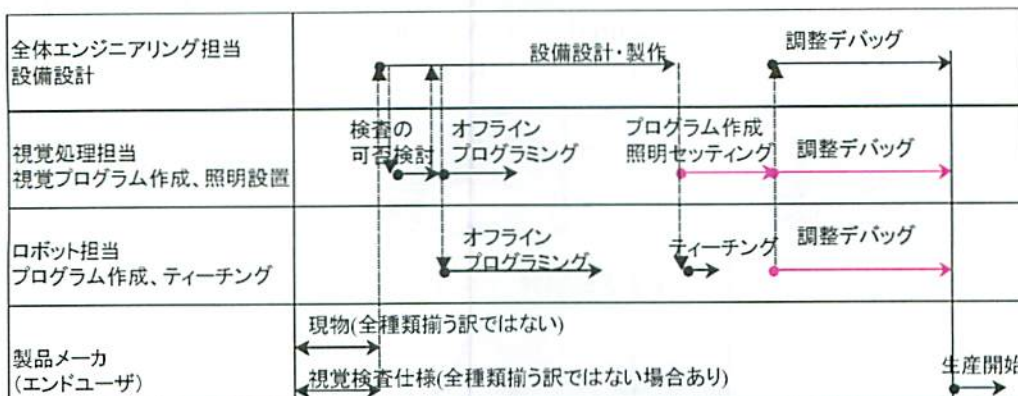 全体エンジニアリング担当
設備設計
設備設計・製作
調整デバッグ
視覚処理担当
視覚プログラム作成、照明設置
検査の
可否検討
オフライン
プログラミング
プログラム作成
照明セッティング
調整デバッグ
ロボット担当
プログラム作成、ティーチング
オフライン
プログラミング
ティーチング
調整デバッグ
製品メーカ
(エンドユーザ)
現物(全種類揃う訳ではない)
視覚検査仕様(全種類揃う訳ではない場合あり)
生産開始